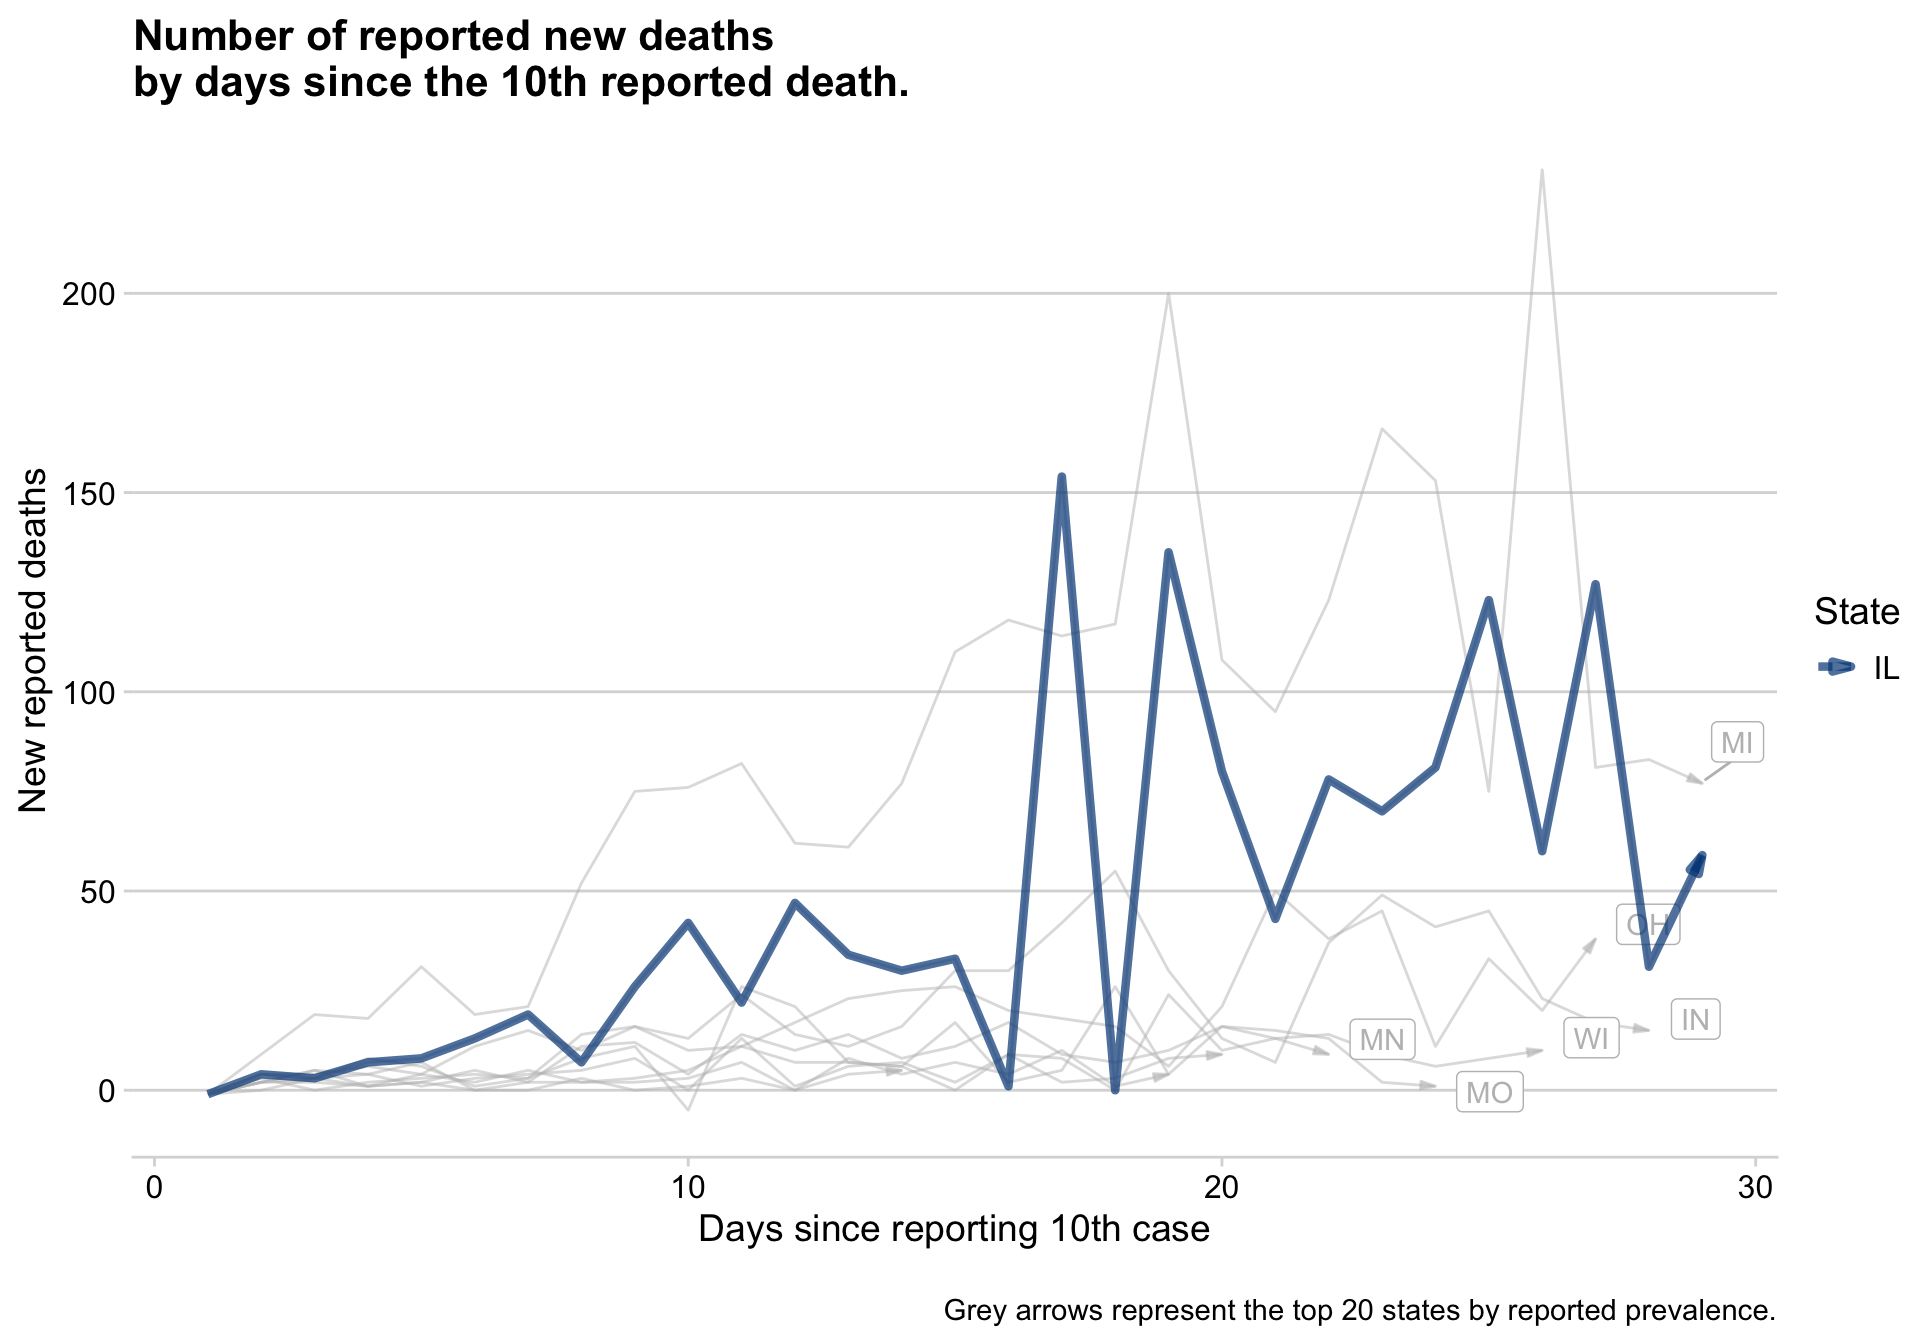 Number of reported new deaths
by days since the 10th reported death.
New reported deaths
200
150
100
50
0
MI
OH
IN
WI
MN
MO
State
IL
0
10
20
30
Days since reporting 10th case
Grey arrows represent the top 20 states by reported prevalence.